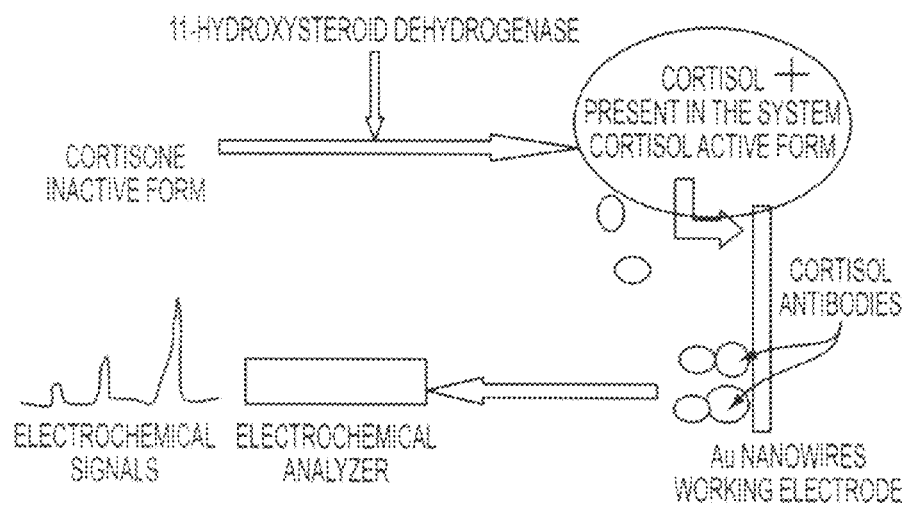 11-HYDROXYSTEROID DEHYDROGENASE
CORTISOL +
PRESENT IN THE SYSTEM
CORTISOL ACTIVE FORM
CORTISONE
INACTIVE FORM
CORTISOL
ANTIBODIES
ELECTROCHEMICAL
SIGNALS
ELECTROCHEMICAL
ANALYZER
Au NANOWIRES
WORKING ELECTRODE